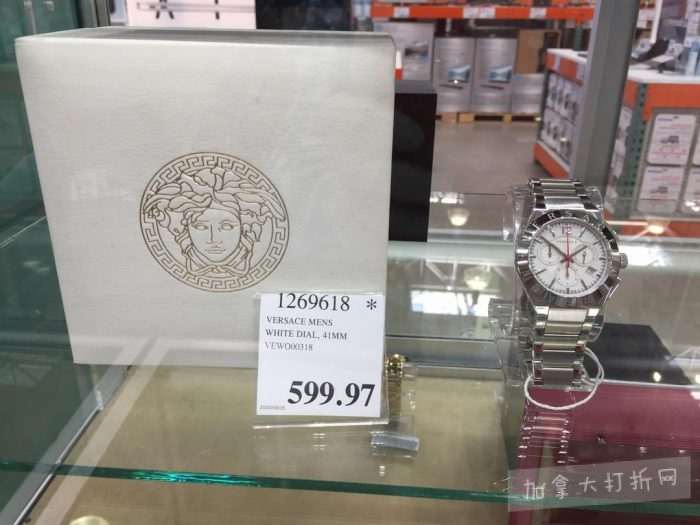 1269618 *
VERSACE MENS
WHITE DIAL, 41MM
VEWO00318
599.97
加拿大打折网